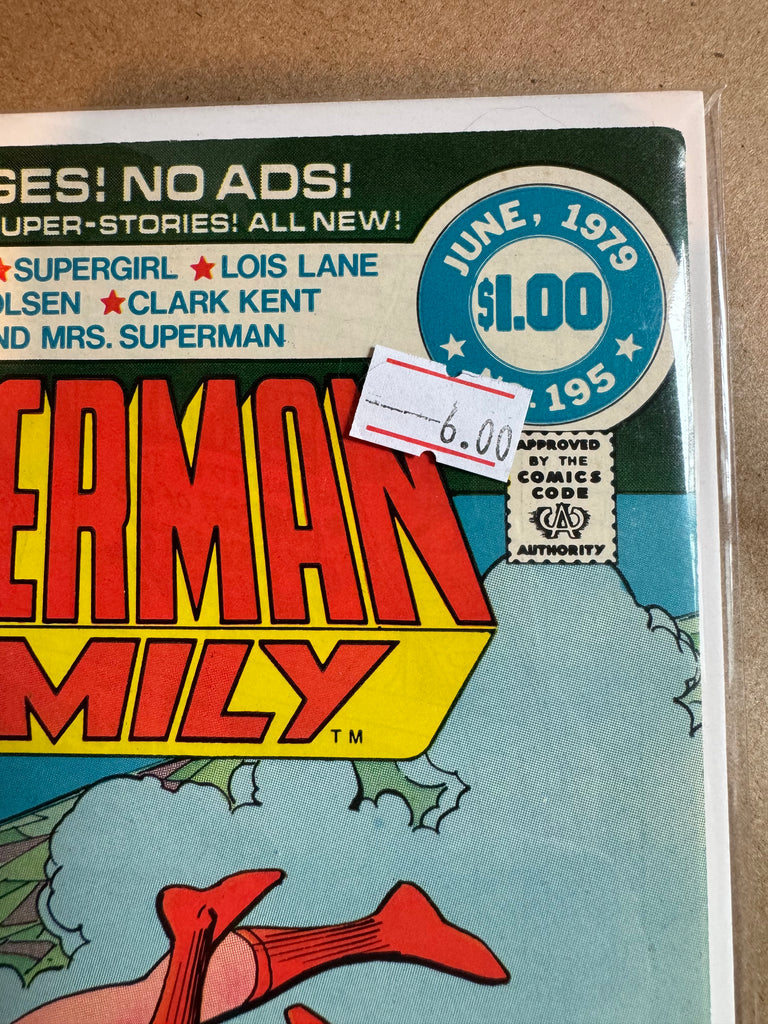 GES! NO ADS!
UPER-STORIES! ALL NEW!
★SUPERGIRL ★LOIS LANE
OLSEN ★CLARK KENT
ND MRS. SUPERMAN
JUNE, 1979
$1.00
195
6.00
ERMAN
MILY
TM
APPROVED
BY THE
COMICS
CODE
CA
AUTHORITY